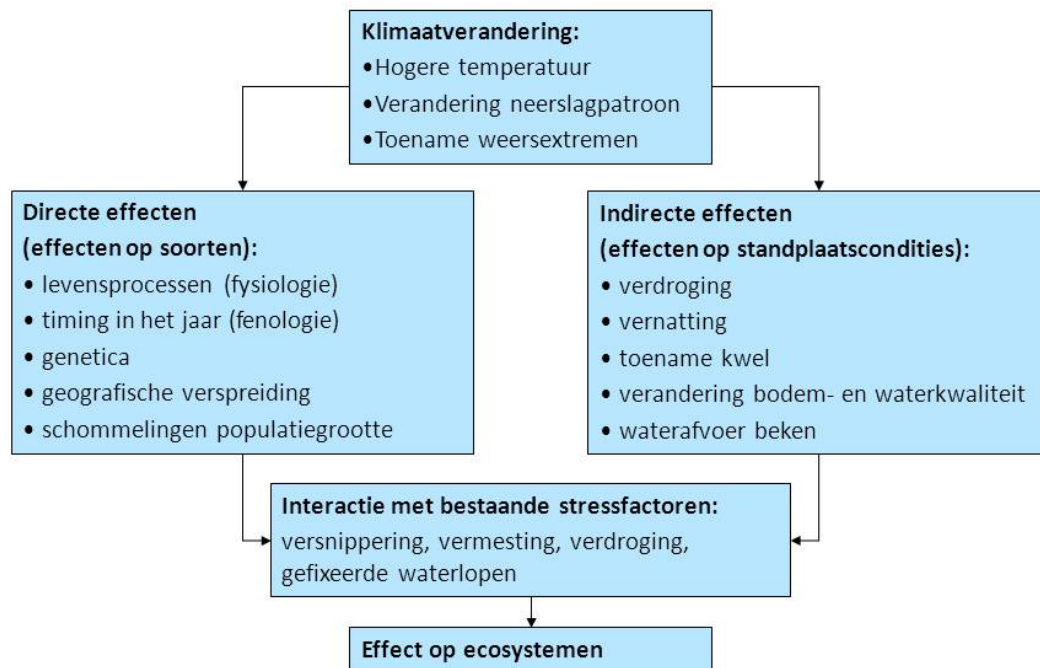 Klimaatverandering:
•Hogere temperatuur
•Verandering neerslagpatroon
•Toename weersextremen
Directe effecten
(effecten op soorten):
• levensprocessen (fysiologie)
• timing in het jaar (fenologie)
• genetica
• geografische verspreiding
• schommelingen populatiegrootte
Indirecte effecten
(effecten op standplaatscondities):
• verdroging
• vernatting
• toename kwel
• verandering bodem- en waterkwaliteit
• waterafvoer beken
Interactie met bestaande stressfactoren:
versnippering, vermesting, verdroging,
gefixeerde waterlopen
Effect op ecosystemen